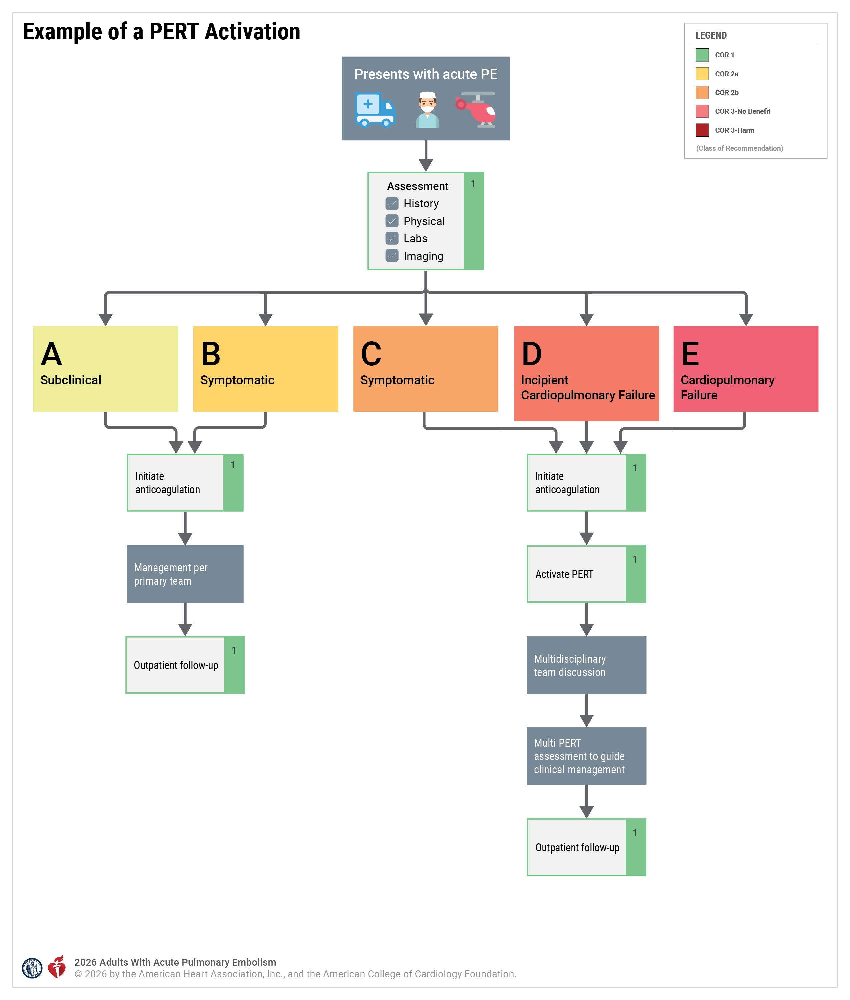 Example of a PERT Activation
LEGEND
COR 1
COR 2a
COR 2b
COR 3-No Benefit
COR 3-Harm
(Class of Recommendation)
Presents with acute PE
Assessment
1
History
Physical
Labs
Imaging
A
Subclinical
B
Symptomatic
C
Symptomatic
D
Incipient
Cardiopulmonary Failure
E
Cardiopulmonary
Failure
Initiate
anticoagulation
1
Management per
primary team
Outpatient follow-up
1
Initiate
anticoagulation
1
Activate PERT
1
Multidisciplinary
team discussion
Multi PERT
assessment to guide
clinical management
Outpatient follow-up
1
2026 Adults With Acute Pulmonary Embolism
© 2026 by the American Heart Association, Inc., and the American College of Cardiology Foundation.